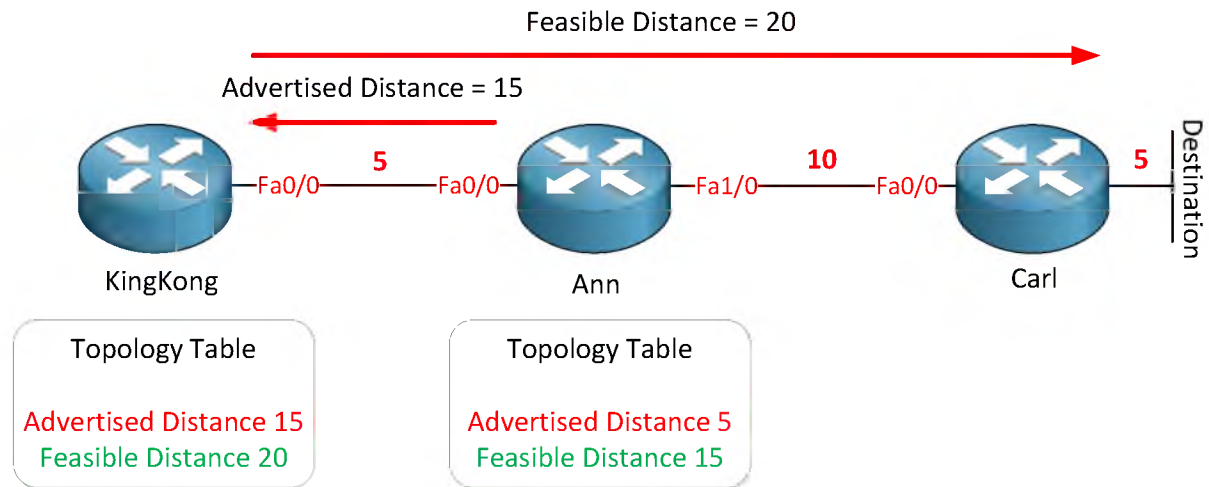 Feasible Distance = 20
Advertised Distance = 15
5
10
5
Destination
Fa0/0
Fa0/0
Fa1/0
Fa0/0
KingKong
Ann
Carl
Topology Table
Advertised Distance 15
Feasible Distance 20
Topology Table
Advertised Distance 5
Feasible Distance 15